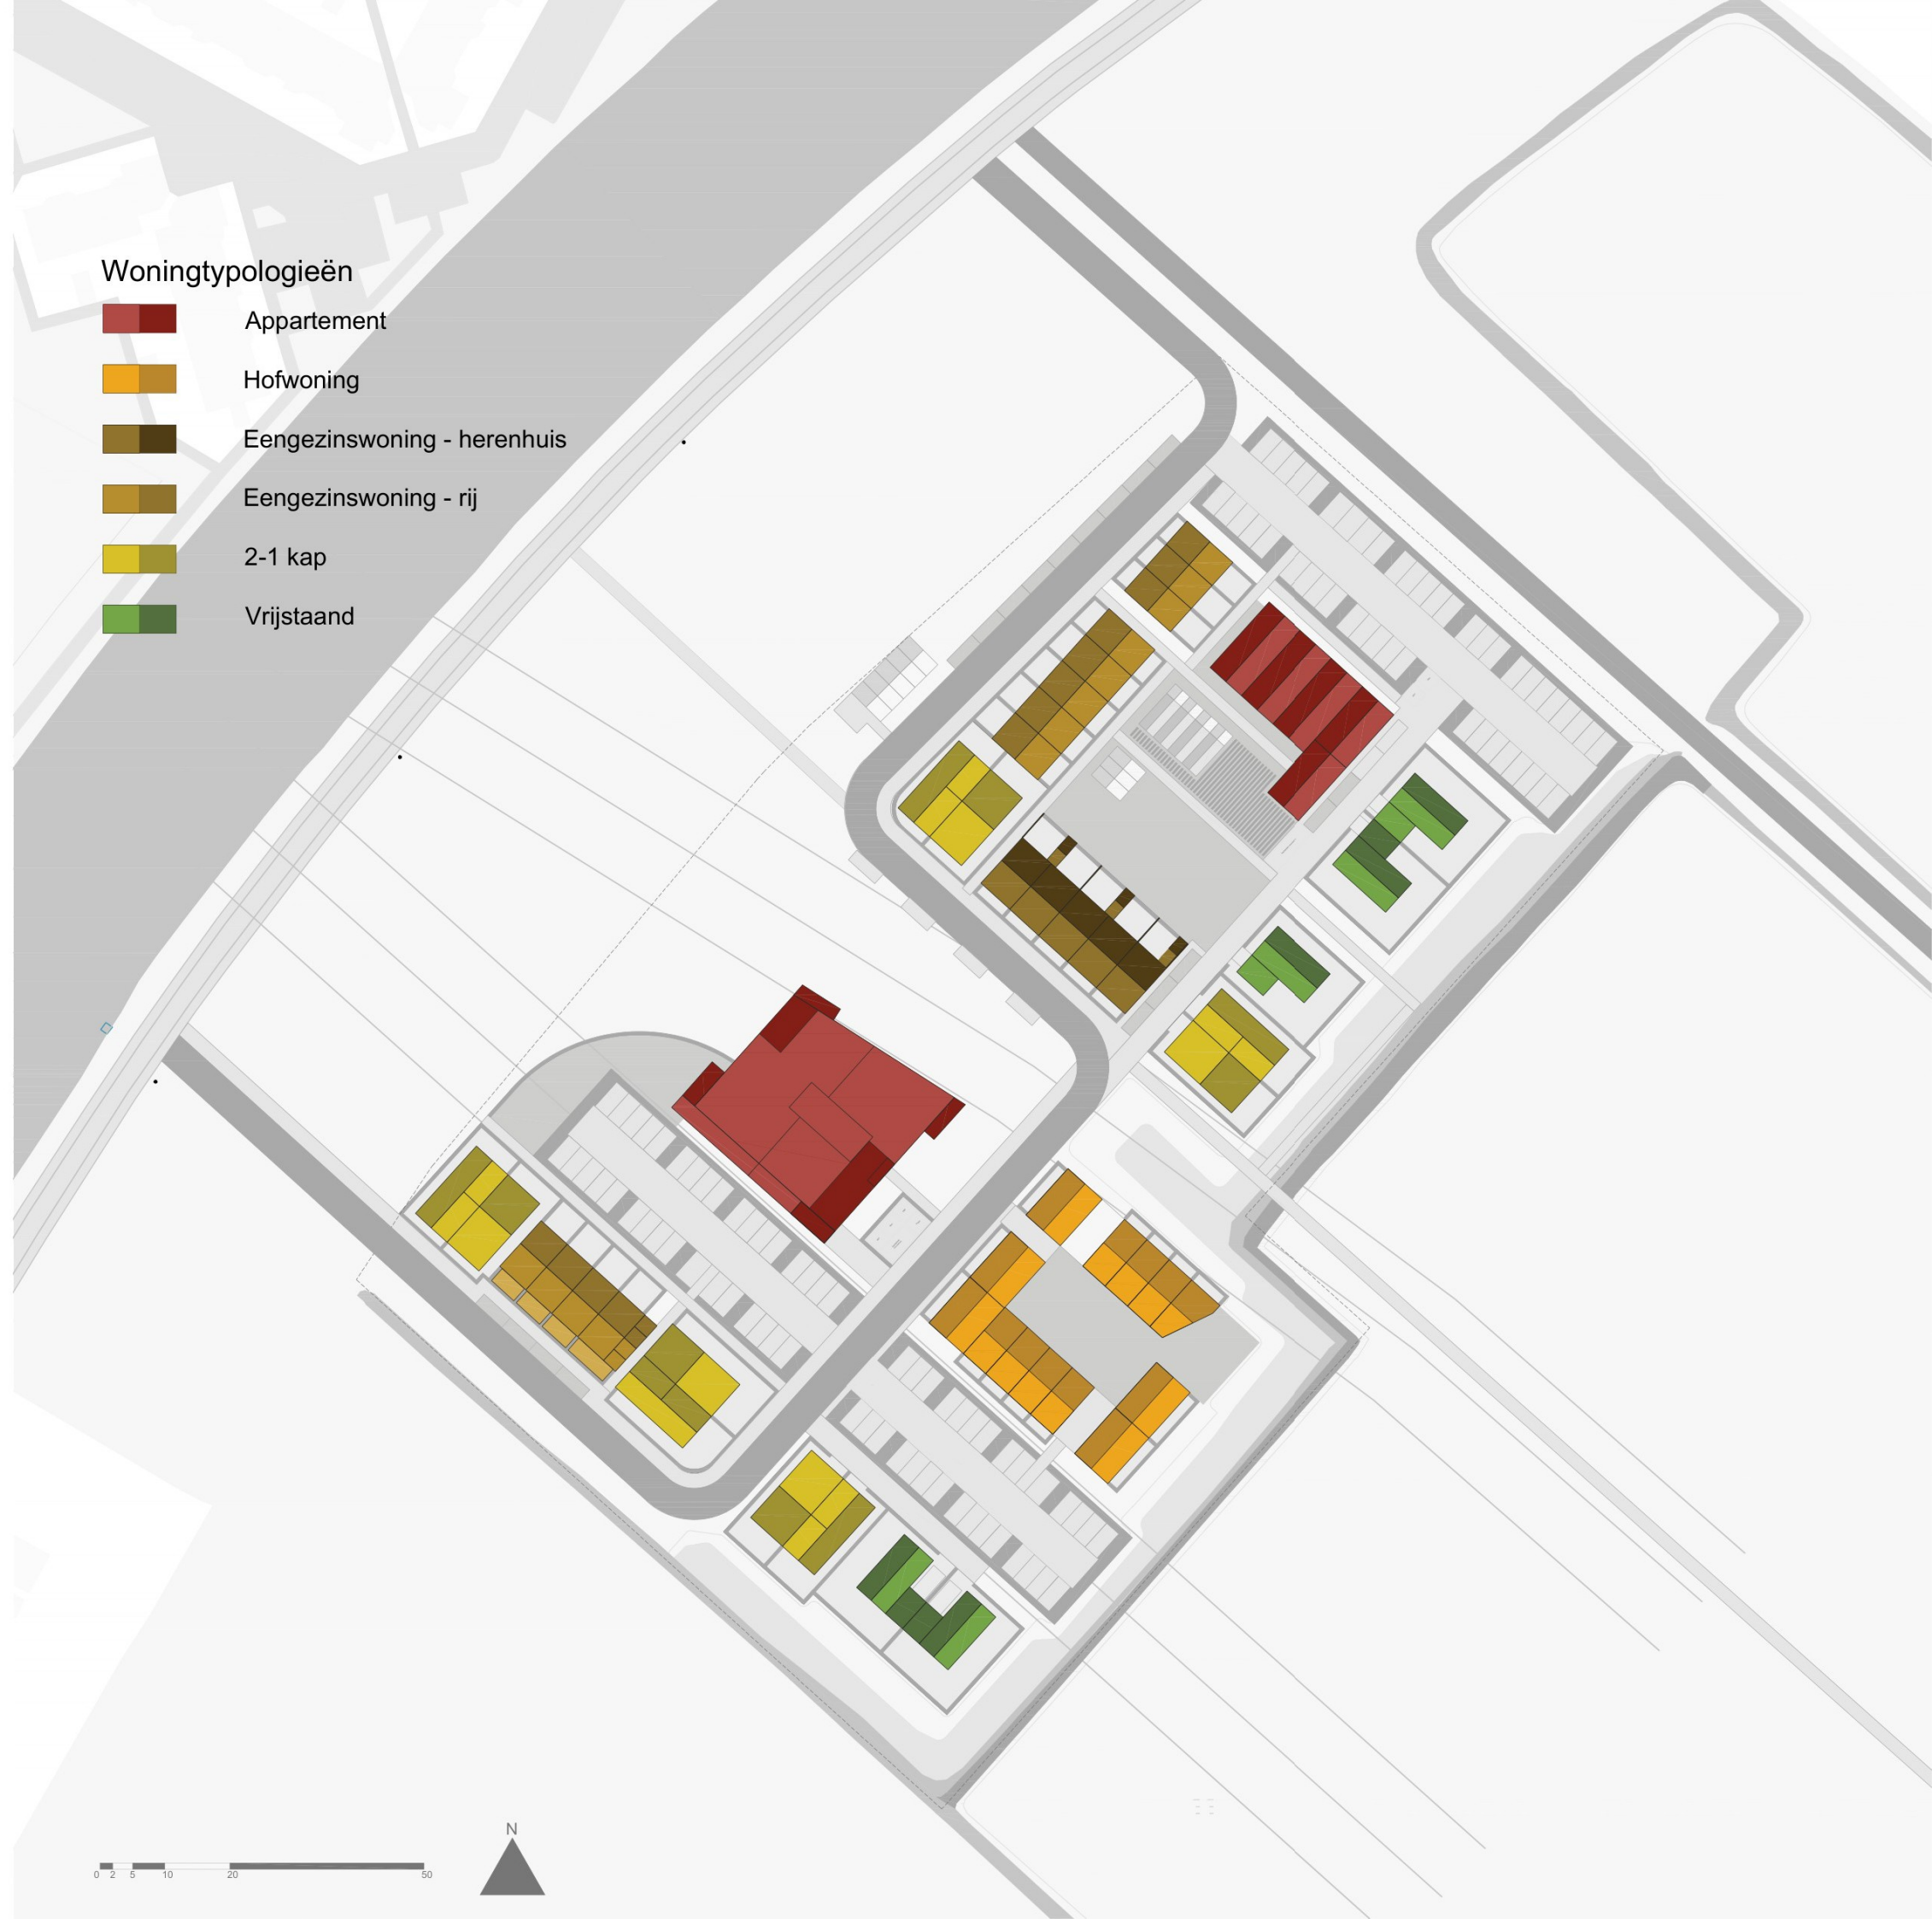 Woningtypologieën
Appartement
Hofwoning
Eengezinswoning - herenhuis
Eengezinswoning - rij
2-1 kap
Vrijstaand
N
0 2 5 10 20 50